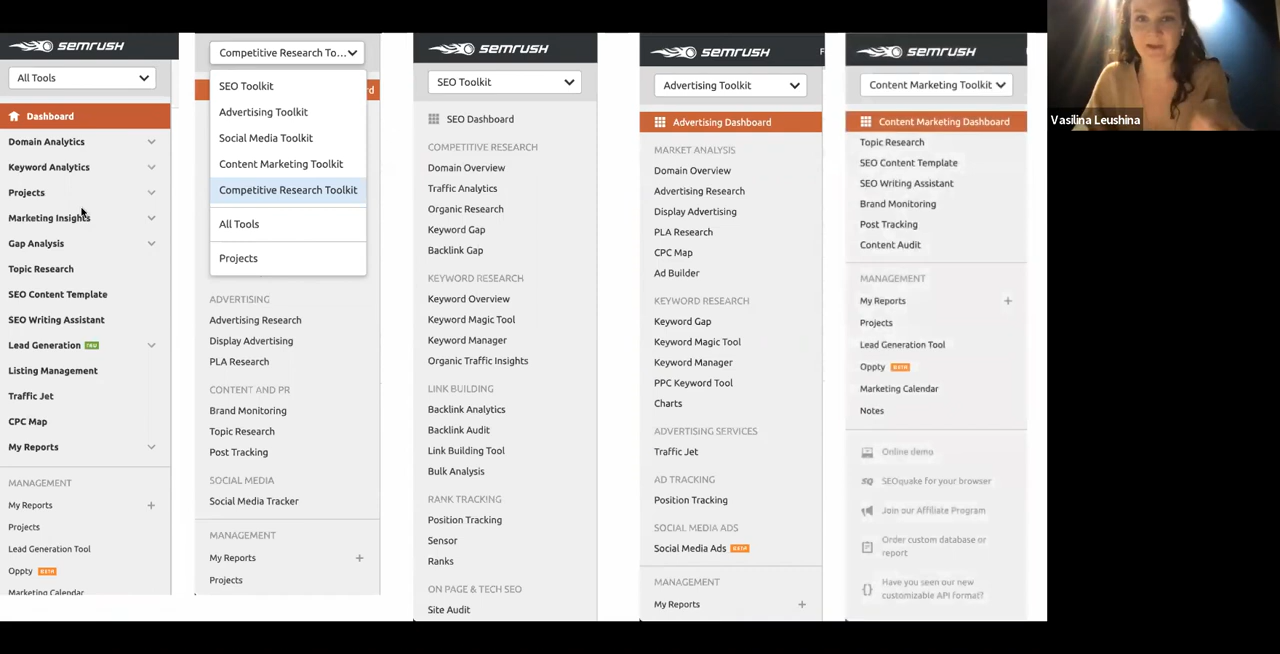 SEMRUSH
All Tools
Dashboard
Domain Analytics
Keyword Analytics
Projects
Marketing Insights
Gap Analysis
Topic Research
SEO Content Template
SEO Writing Assistant
Lead Generation
Listing Management
Traffic Jet
CPC Map
My Reports
MANAGEMENT
My Reports
Projects
Lead Generation Tool
Oppty BETA
Marketing Calendar
Competitive Research To...
SEO Toolkit
Advertising Toolkit
Social Media Toolkit
Content Marketing Toolkit
Competitive Research Toolkit
All Tools
Projects
ADVERTISING
Advertising Research
Display Advertising
PLA Research
CONTENT AND PR
Brand Monitoring
Topic Research
Post Tracking
SOCIAL MEDIA
Social Media Tracker
MANAGEMENT
My Reports
Projects
SEMRUSH
SEO Toolkit
SEO Dashboard
COMPETITIVE RESEARCH
Domain Overview
Traffic Analytics
Organic Research
Keyword Gap
Backlink Gap
KEYWORD RESEARCH
Keyword Overview
Keyword Magic Tool
Keyword Manager
Organic Traffic Insights
LINK BUILDING
Backlink Analytics
Backlink Audit
Link Building Tool
Bulk Analysis
RANK TRACKING
Position Tracking
Sensor
Ranks
ON PAGE & TECH SEO
Site Audit
SEMRUSH
Advertising Toolkit
Advertising Dashboard
MARKET ANALYSIS
Domain Overview
Advertising Research
Display Advertising
PLA Research
CPC Map
Ad Builder
KEYWORD RESEARCH
Keyword Gap
Keyword Magic Tool
Keyword Manager
PPC Keyword Tool
Charts
ADVERTISING SERVICES
Traffic Jet
AD TRACKING
Position Tracking
SOCIAL MEDIA ADS
Social Media Ads BETA
MANAGEMENT
My Reports
SEMRUSH
Content Marketing Toolkit
Content Marketing Dashboard
Topic Research
SEO Content Template
SEO Writing Assistant
Brand Monitoring
Post Tracking
Content Audit
MANAGEMENT
My Reports
Projects
Lead Generation Tool
Oppty BETA
Marketing Calendar
Notes
Online demo
SEOquake for your browser
Join our Affiliate Program
Order custom database or
report
Have you seen our new
customizable API format?
Vasilina Leushina